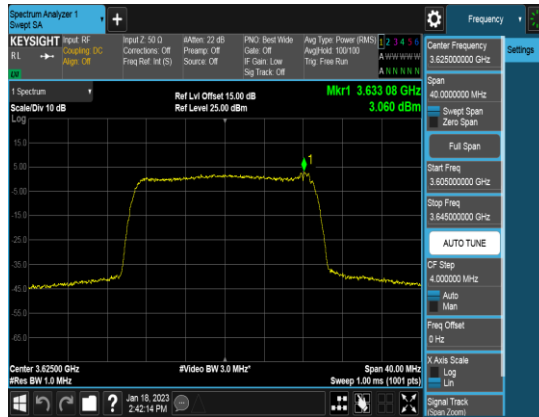 Spectrum Analyzer 1
Swept SA
+
Frequency
KEYSIGHT
RL
Input: RF
Coupling: DC
Align: Off
Input Z: 50 Ω
Corrections: Off
Freq Ref: Int (S)
#Atten: 22 dB
Preamp: Off
Source: Off
PNO: Best Wide
Gate: Off
IF Gain: Low
Sig Track: Off
Avg Type: Power (RMS)
Avg|Hold: 100/100
Trig: Free Run
1 2 3 4 5 6
A W W W W W
A N N N N N
1 Spectrum
Scale/Div 10 dB
Log
Ref Lvl Offset 15.00 dB
Ref Level 25.00 dBm
Mkr1 3.633 08 GHz
3.060 dBm
15.0
5.00
-5.00
-15.0
-25.0
-35.0
-45.0
-55.0
-65.0
1
Center 3.62500 GHz
#Res BW 1.0 MHz
#Video BW 3.0 MHz*
Span 40.00 MHz
Sweep 1.00 ms (1001 pts)
Center Frequency
3.625000000 GHz
Settings
Span
40.0000000 MHz
Swept Span
Zero Span
Full Span
Start Freq
3.605000000 GHz
Stop Freq
3.645000000 GHz
AUTO TUNE
CF Step
4.000000 MHz
Auto
Man
Freq Offset
0 Hz
X Axis Scale
Log
Lin
Signal Track
(Span Zoom)
?
Jan 18, 2023
2:42:14 PM